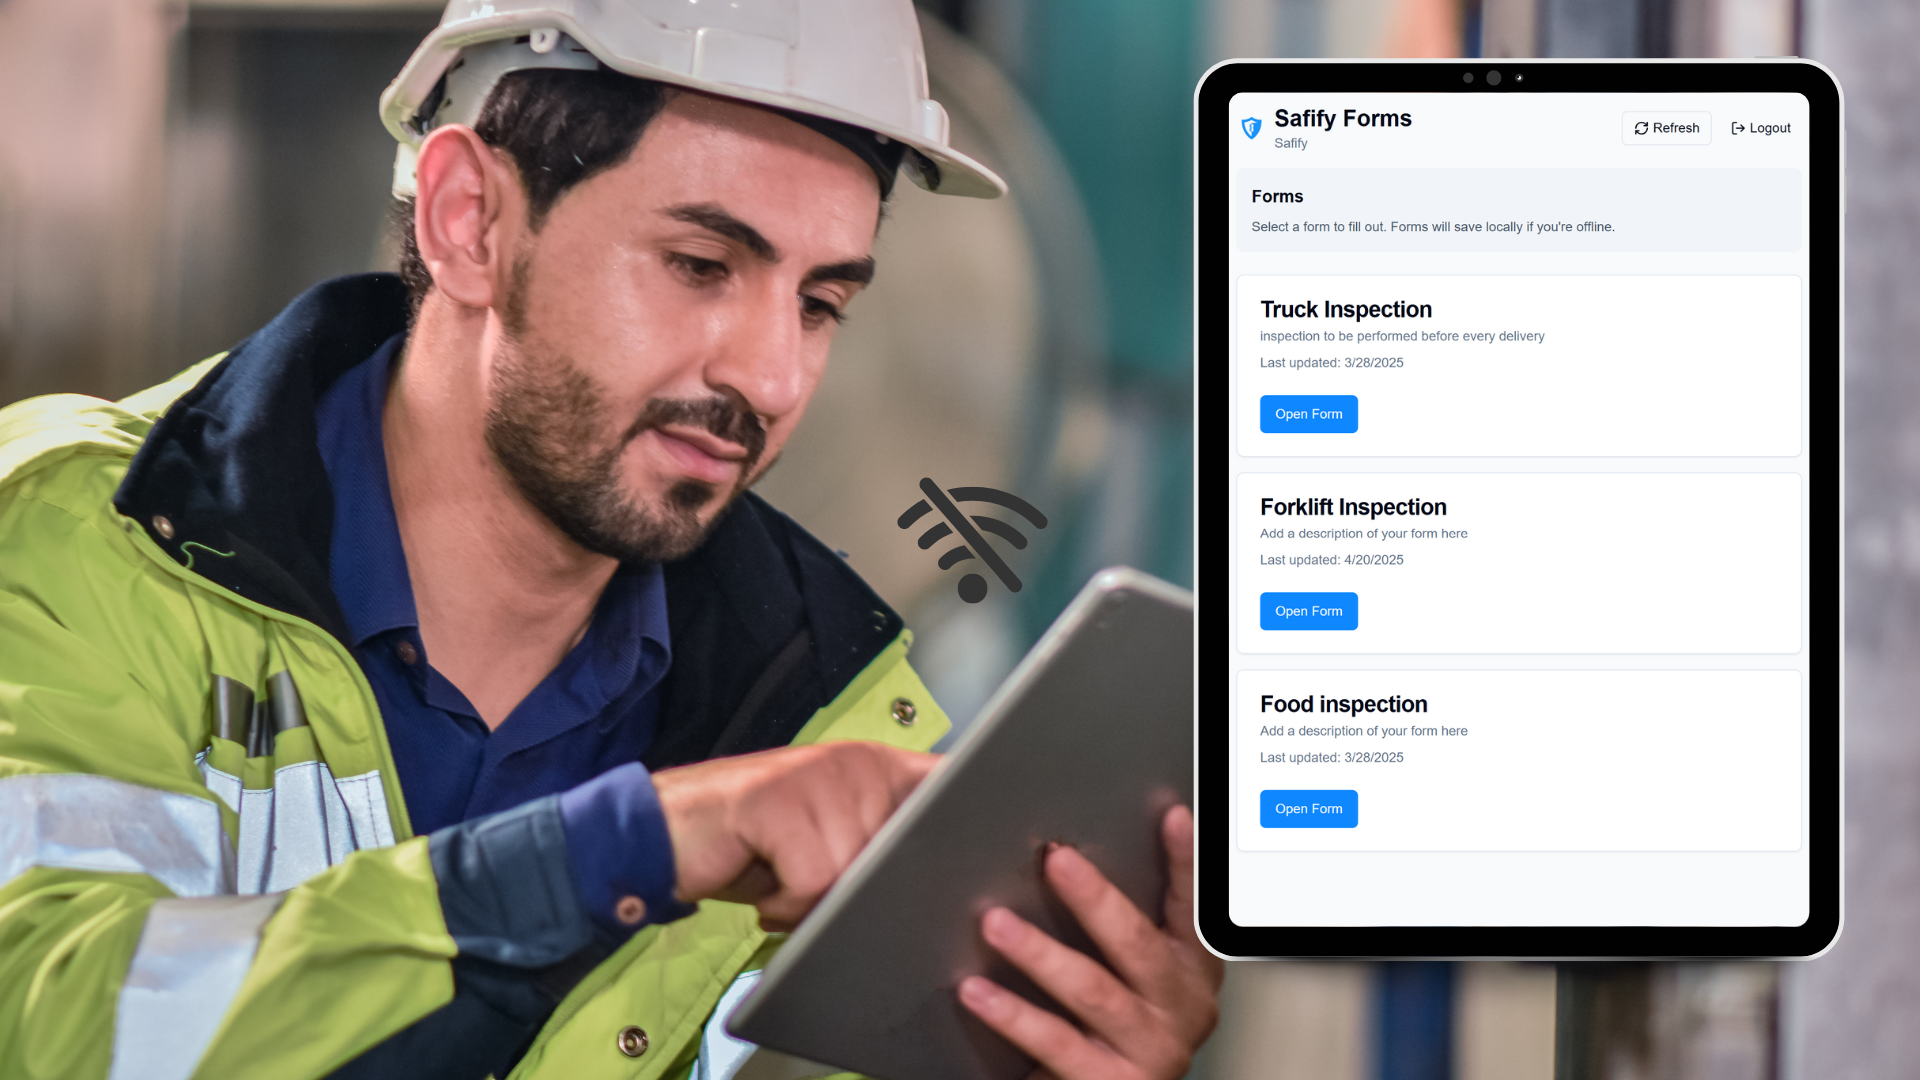 Safify Forms
Safify
Refresh
Logout
Forms
Select a form to fill out. Forms will save locally if you're offline.
Truck Inspection
inspection to be performed before every delivery
Last updated: 3/28/2025
Open Form
Forklift Inspection
Add a description of your form here
Last updated: 4/20/2025
Open Form
Food inspection
Add a description of your form here
Last updated: 3/28/2025
Open Form